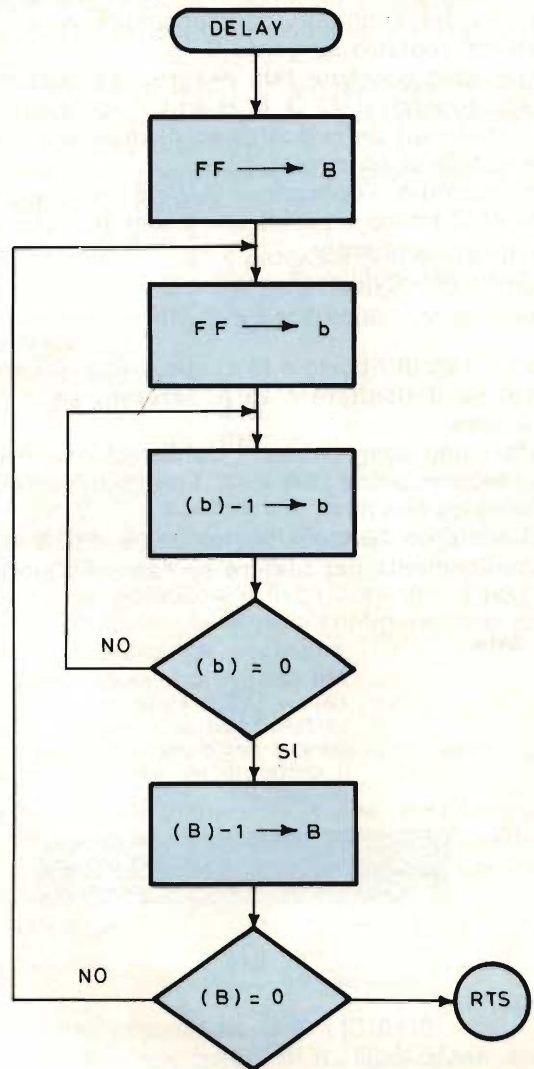 DELAY
FF → B
FF → b
(b)-1 → b
NO
(b) = 0
SI
(B)-1 → B
NO
(B) = 0
RTS